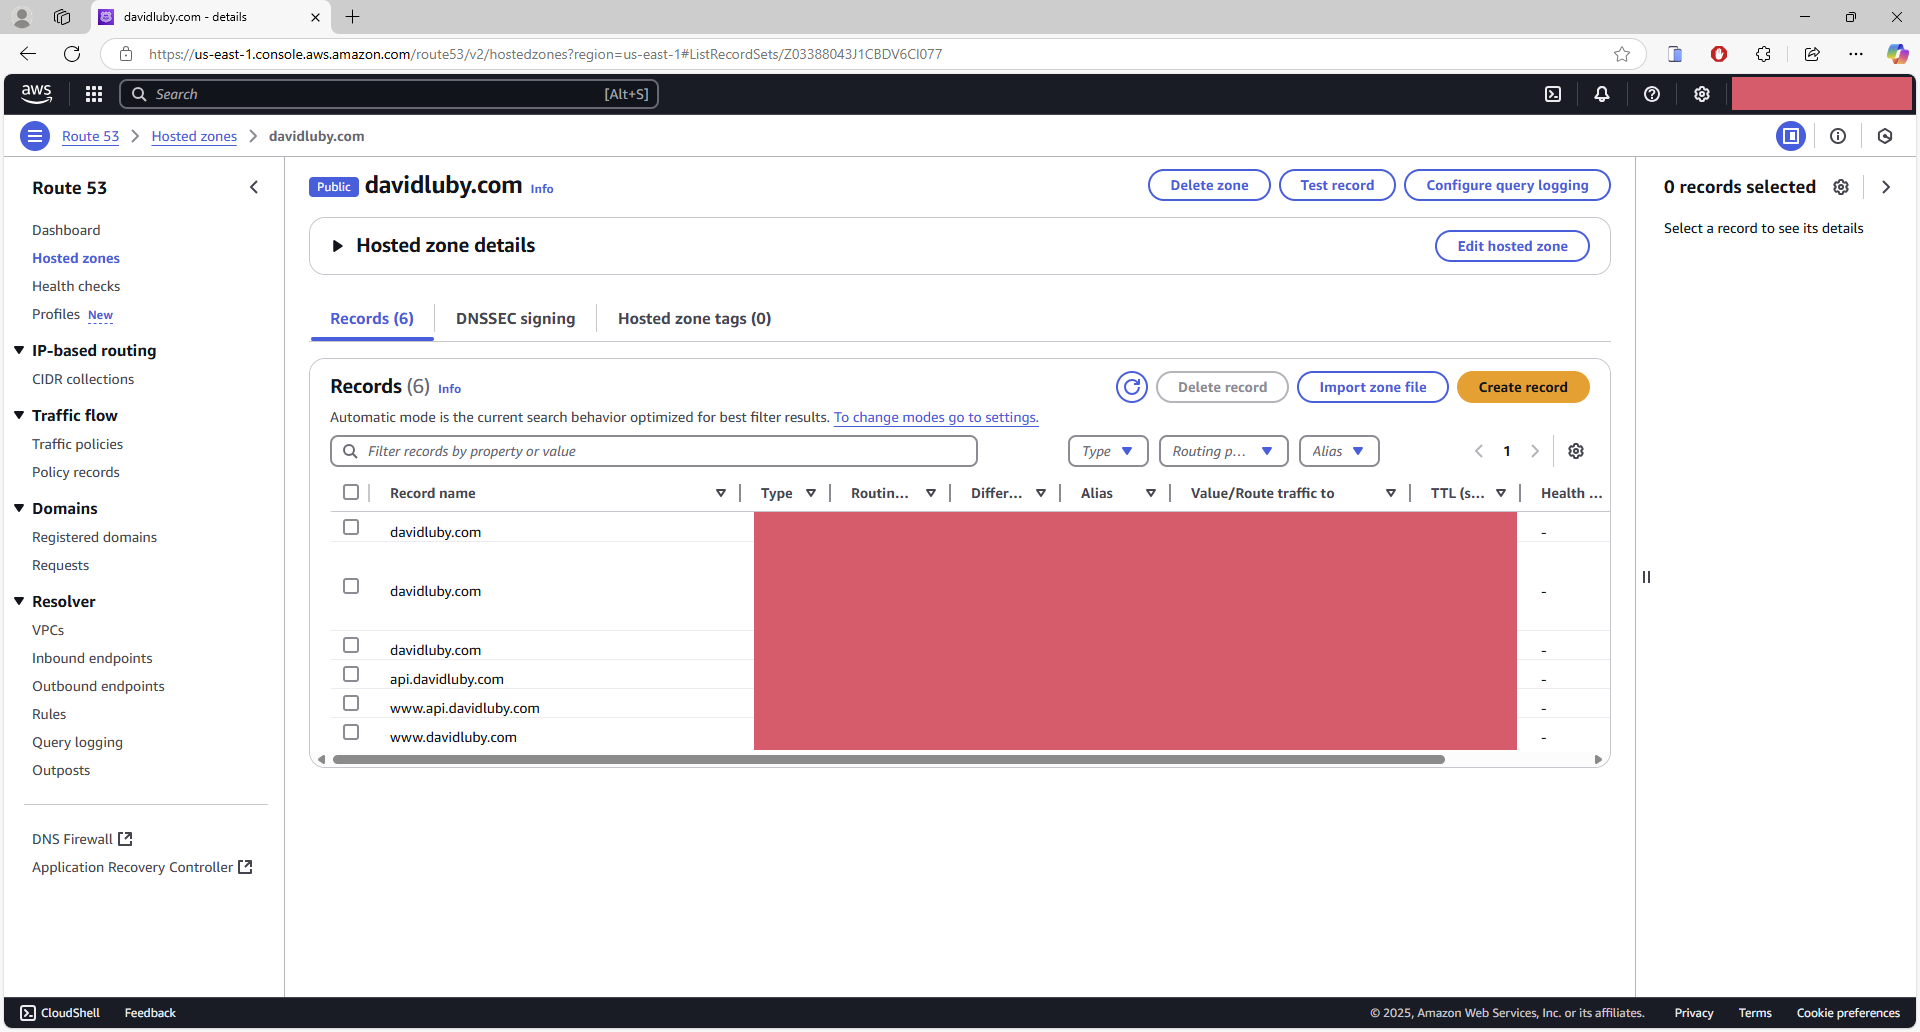 davidluby.com - details
https://us-east-1.console.aws.amazon.com/route53/v2/hostedzones?region=us-east-1#ListRecordSets/Z03388043J1CBDV6CI077
aws
Search [Alt+S]
Route 53 Hosted zones davidluby.com
Route 53
Dashboard
Hosted zones
Health checks
Profiles New
IP-based routing
CIDR collections
Traffic flow
Traffic policies
Policy records
Domains
Registered domains
Requests
Resolver
VPCs
Inbound endpoints
Outbound endpoints
Rules
Query logging
Outposts
DNS Firewall
Application Recovery Controller
Public davidluby.com Info
Delete zone Test record Configure query logging
Hosted zone details
Edit hosted zone
Records (6) DNSSEC signing Hosted zone tags (0)
Records (6) Info
Delete record Import zone file Create record
Automatic mode is the current search behavior optimized for best filter results. To change modes go to settings.
Filter records by property or value Type Routing p... Alias 1
Record name Type Routin... Differ... Alias Value/Route traffic to TTL (s... Health ...
davidluby.com -
davidluby.com -
davidluby.com -
api.davidluby.com -
www.api.davidluby.com -
www.davidluby.com -
0 records selected
Select a record to see its details
CloudShell Feedback © 2025, Amazon Web Services, Inc. or its affiliates. Privacy Terms Cookie preferences